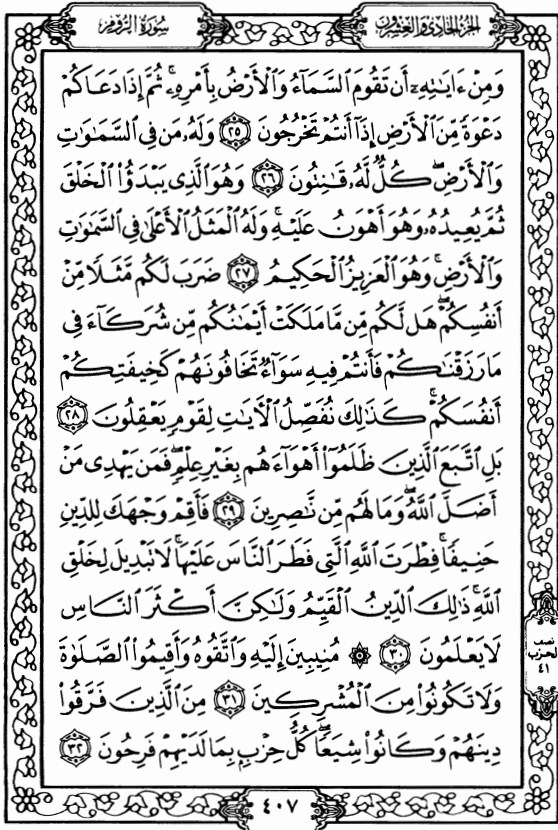 الجزء الحادي والعشرون
سورة الروم
وَمِنْ ءَايَٰتِهِۦٓ أَن تَقُومَ ٱلسَّمَآءُ وَٱلْأَرْضُ بِأَمْرِهِۦ ۚ ثُمَّ إِذَا دَعَاكُمْ
دَعْوَةً مِّنَ ٱلْأَرْضِ إِذَآ أَنتُمْ تَخْرُجُونَ ٢٥ وَلَهُۥ مَن فِى ٱلسَّمَٰوَٰتِ
وَٱلْأَرْضِ ۖ كُلٌّ لَّهُۥ قَٰنِتُونَ ٢٦ وَهُوَ ٱلَّذِى يَبْدَؤُا۟ ٱلْخَلْقَ
ثُمَّ يُعِيدُهُۥ وَهُوَ أَهْوَنُ عَلَيْهِ ۚ وَلَهُ ٱلْمَثَلُ ٱلْأَعْلَىٰ فِى ٱلسَّمَٰوَٰتِ
وَٱلْأَرْضِ ۚ وَهُوَ ٱلْعَزِيزُ ٱلْحَكِيمُ ٢٧ ضَرَبَ لَكُم مَّثَلًا مِّنْ
أَنفُسِكُمْ ۖ هَل لَّكُم مِّن مَّا مَلَكَتْ أَيْمَٰنُكُم مِّن شُرَكَآءَ فِى
مَا رَزَقْنَٰكُمْ فَأَنتُمْ فِيهِ سَوَآءٌ تَخَافُونَهُمْ كَخِيفَتِكُمْ
أَنفُسَكُمْ ۚ كَذَٰلِكَ نُفَصِّلُ ٱلْءَايَٰتِ لِقَوْمٍ يَعْقِلُونَ ٢٨
بَلِ ٱتَّبَعَ ٱلَّذِينَ ظَلَمُوٓا۟ أَهْوَآءَهُم بِغَيْرِ عِلْمٍ ۖ فَمَن يَهْدِى مَنْ
أَضَلَّ ٱللَّهُ ۖ وَمَا لَهُم مِّن نَّٰصِرِينَ ٢٩ فَأَقِمْ وَجْهَكَ لِلدِّينِ
حَنِيفًا ۚ فِطْرَتَ ٱللَّهِ ٱلَّتِى فَطَرَ ٱلنَّاسَ عَلَيْهَا ۚ لَا تَبْدِيلَ لِخَلْقِ
ٱللَّهِ ۚ ذَٰلِكَ ٱلدِّينُ ٱلْقَيِّمُ وَلَٰكِنَّ أَكْثَرَ ٱلنَّاسِ
لَا يَعْلَمُونَ ٣٠ ۞ مُنِيبِينَ إِلَيْهِ وَٱتَّقُوهُ وَأَقِيمُوا۟ ٱلصَّلَوٰةَ
وَلَا تَكُونُوا۟ مِنَ ٱلْمُشْرِكِينَ ٣١ مِنَ ٱلَّذِينَ فَرَّقُوا۟
دِينَهُمْ وَكَانُوا۟ شِيَعًا ۖ كُلُّ حِزْبٍۭ بِمَا لَدَيْهِمْ فَرِحُونَ ٣٢
نصف
الحزب
٤١
٤٠٧